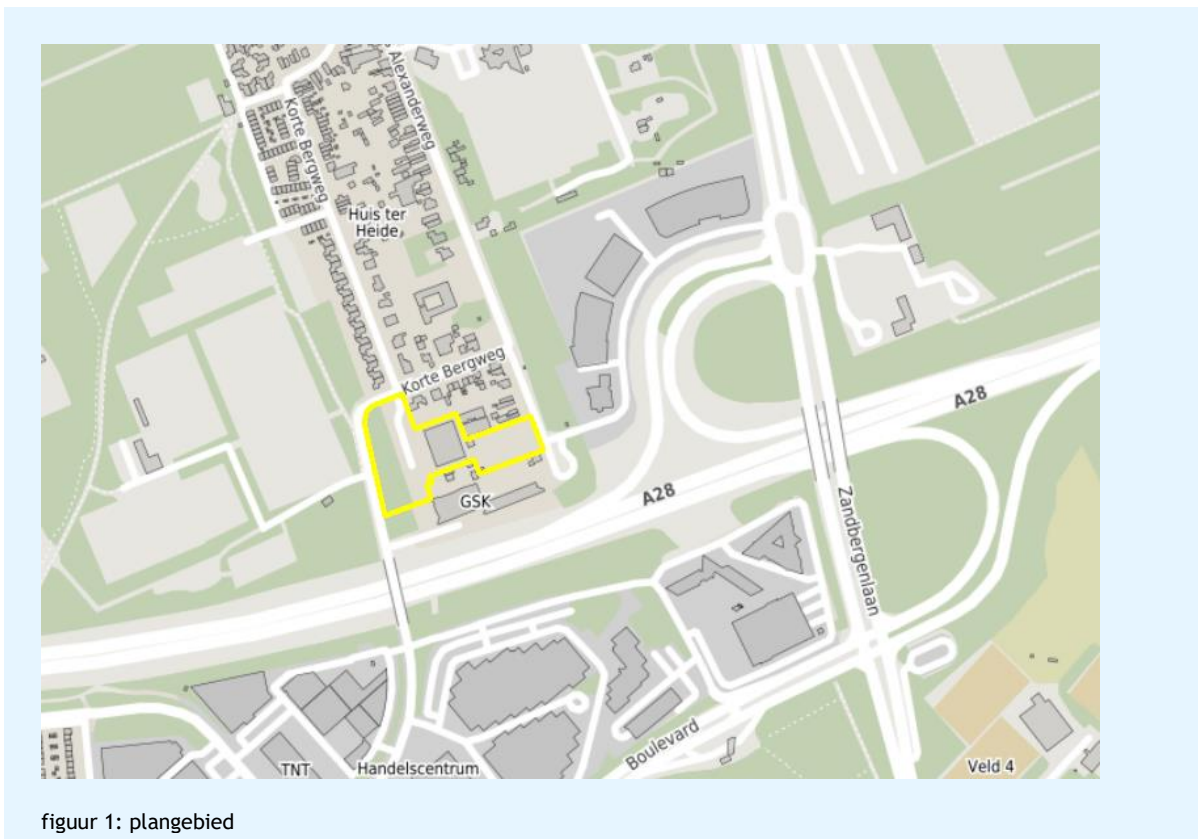 Alexanderweg
Korte Bergweg
Huis ter
Heide
Korte Bergweg
A28
A28
GSK
Zandbergenlaan
Boulevard
TNT
Handelscentrum
Veld 4
figuur 1: plangebied